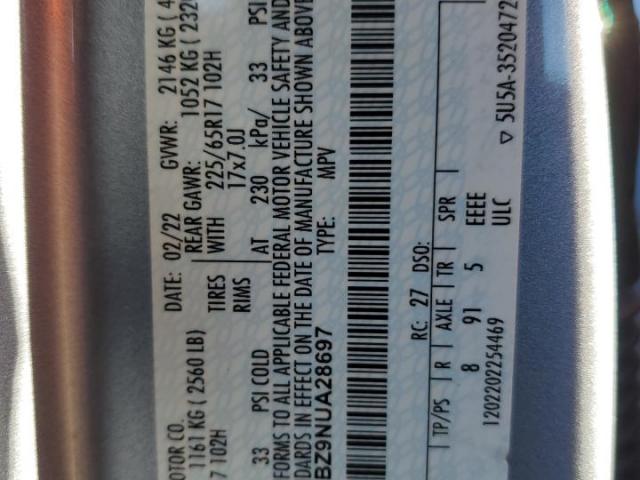 OTOR CO.
DATE: 02/22 GVWR: 2146 KG ( 4
1161 KG ( 2560 LB) REAR GAWR: 1052 KG ( 232
7 102H TIRES WITH 225/65R17 102H
RIMS 17x7.0J
33 PSI COLD AT 230 kPa/ 33 PSI
FORMS TO ALL APPLICABLE FEDERAL MOTOR VEHICLE SAFETY AND
DARDS IN EFFECT ON THE DATE OF MANUFACTURE SHOWN ABOVE
BZ9NUA28697 TYPE: MPV
RC: 27 DSO:
TP/PS R AXLE TR SPR
8 91 5 EEEE
1202202254469 ULC ▽ 5U5A-3520472